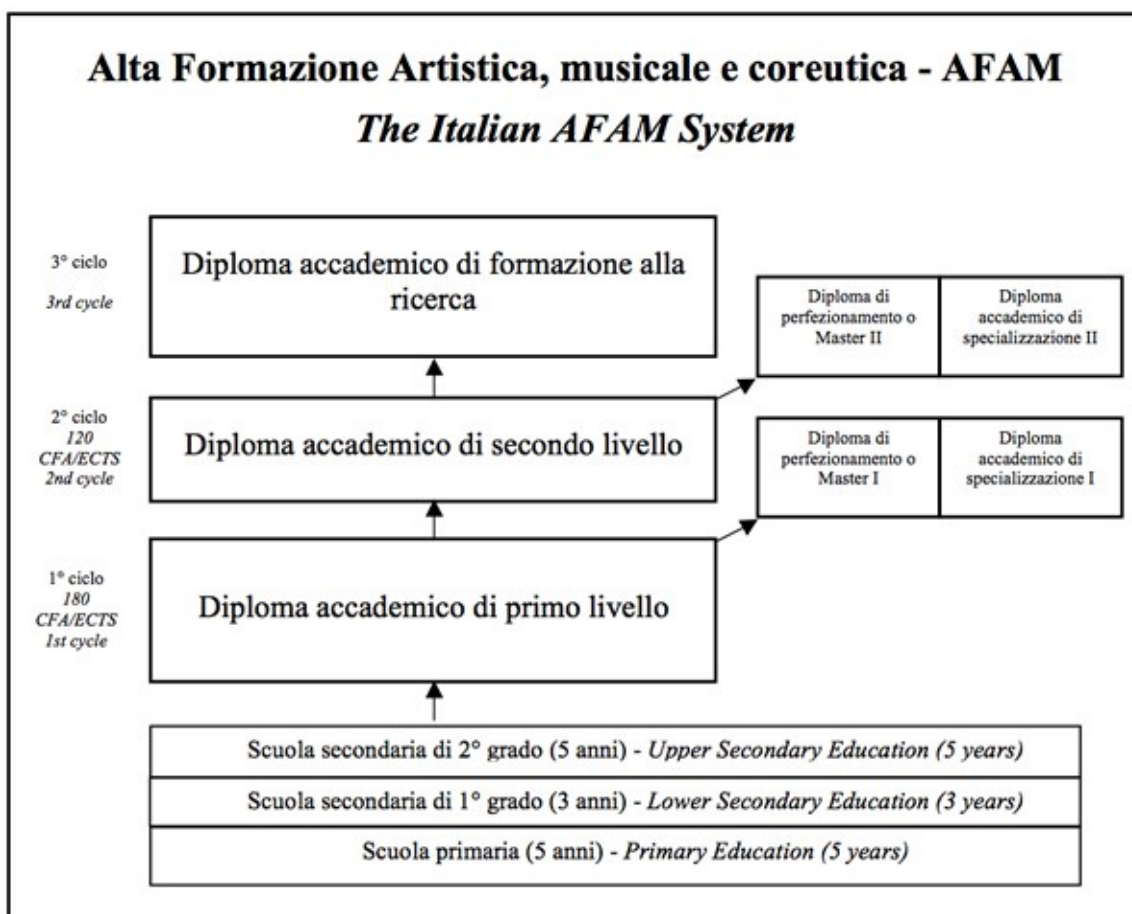 Alta Formazione Artistica, musicale e coreutica - AFAM
The Italian AFAM System
3° ciclo
3rd cycle
Diploma accademico di formazione alla
ricerca
Diploma di
perfezionamento o
Master II
Diploma
accademico di
specializzazione II
2° ciclo
120
CFA/ECTS
2nd cycle
Diploma accademico di secondo livello
Diploma di
perfezionamento o
Master I
Diploma
accademico di
specializzazione I
1° ciclo
180
CFA/ECTS
1st cycle
Diploma accademico di primo livello
Scuola secondaria di 2° grado (5 anni) - Upper Secondary Education (5 years)
Scuola secondaria di 1° grado (3 anni) - Lower Secondary Education (3 years)
Scuola primaria (5 anni) - Primary Education (5 years)